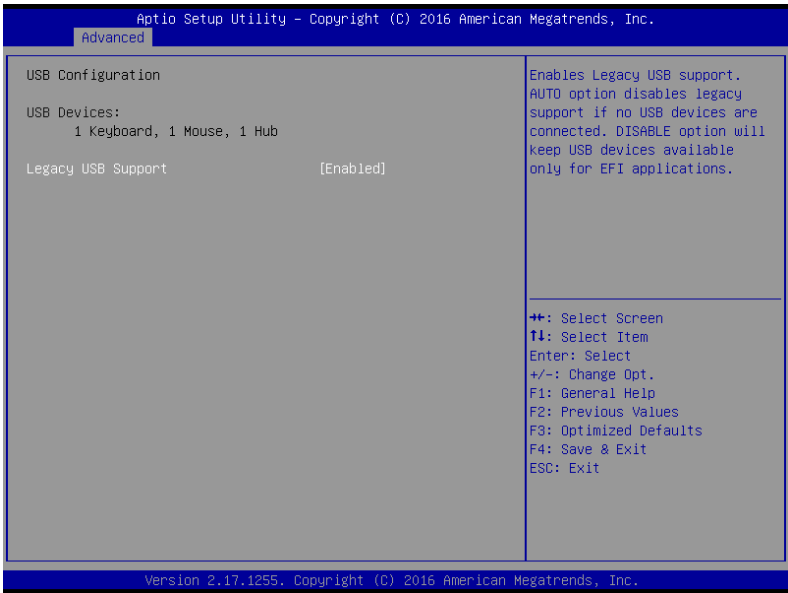 Aptio Setup Utility – Copyright (C) 2016 American Megatrends, Inc.
Advanced
USB Configuration
USB Devices:
1 Keyboard, 1 Mouse, 1 Hub
Legacy USB Support [Enabled]
Enables Legacy USB support.
AUTO option disables legacy
support if no USB devices are
connected. DISABLE option will
keep USB devices available
only for EFI applications.
→←: Select Screen
↑↓: Select Item
Enter: Select
+/-: Change Opt.
F1: General Help
F2: Previous Values
F3: Optimized Defaults
F4: Save & Exit
ESC: Exit
Version 2.17.1255. Copyright (C) 2016 American Megatrends, Inc.